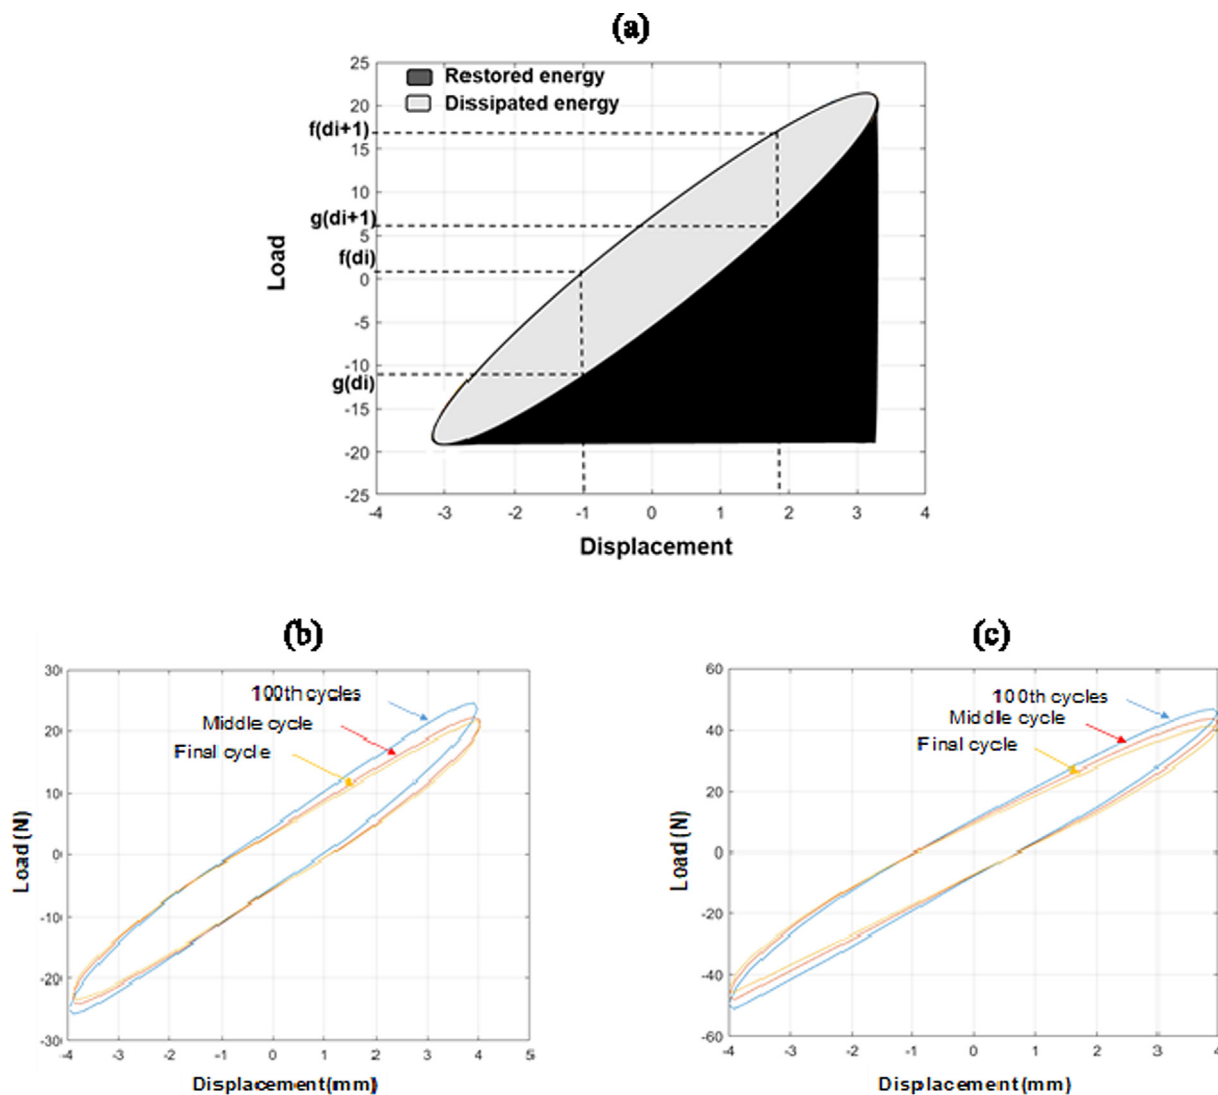 (a)
25
Restored energy
Dissipated energy
20
f(di+1)
15
10
g(di+1)
5
f(di)
0
-5
-10
g(di)
-15
-20
-25
-4 -3 -2 -1 0 1 2 3 4
Load
Displacement
(b)
30
100th cycles
Middle cycle
20
Final cycle
10
0
-10
-20
-30
-4 -3 -2 -1 0 1 2 3 4 5
Load (N)
Displacement (mm)
(c)
60
100th cycles
Middle cycle
40
Final cycle
20
0
-20
-40
-60
-4 -3 -2 -1 0 1 2 3 4
Load (N)
Displacement (mm)